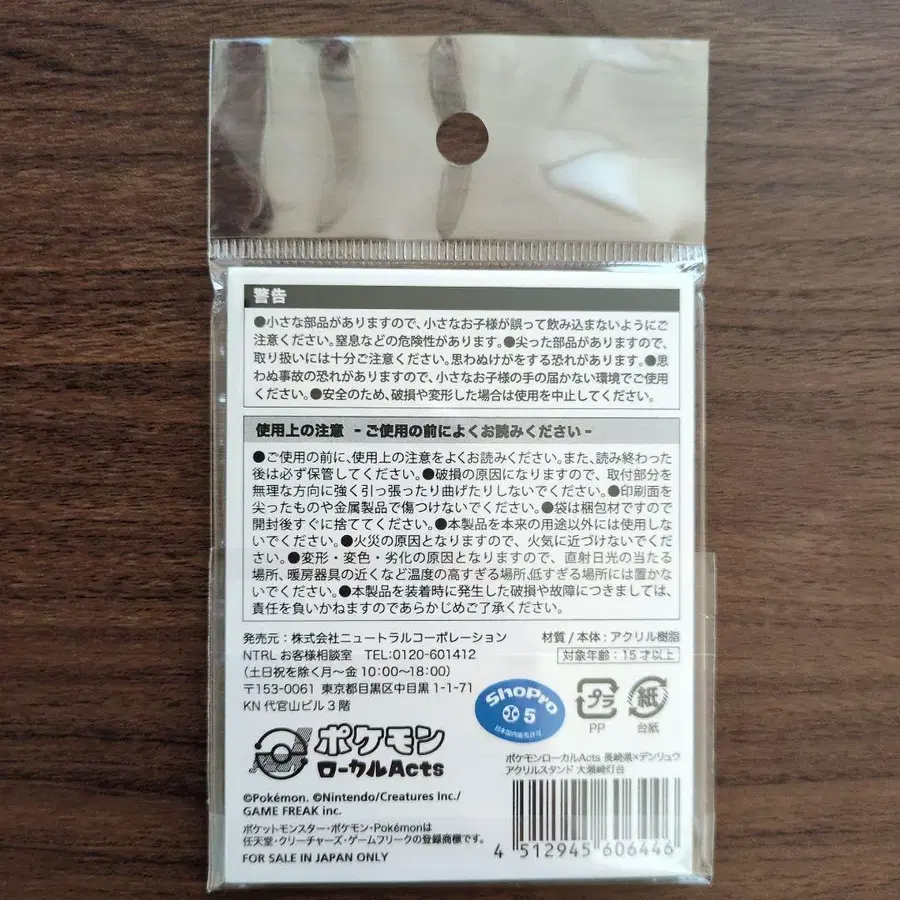 警告
●小さな部品がありますので、小さなお子様が誤って飲み込まないようにご
注意ください。窒息などの危険性があります。●尖った部品がありますので、
取り扱いには十分ご注意ください。思わぬけがをする恐れがあります。●思
わぬ事故の恐れがありますので、小さなお子様の手の届かない環境でご使用
ください。●安全のため、破損や変形した場合は使用を中止してください。
使用上の注意 -ご使用の前によくお読みください-
●ご使用の前に、使用上の注意をよくお読みください。また、読み終わった
後は必ず保管してください。●破損の原因になりますので、取付部分を
無理な方向に強く引っ張ったり曲げたりしないでください。●印刷面を
尖ったものや金属製品で傷つけないでください。●袋は梱包材ですので
開封後すぐに捨ててください。●本製品を本来の用途以外には使用しな
いでください。●火災の原因となりますので、火気に近づけないでくだ
さい。●変形・変色・劣化の原因となりますので、直射日光の当たる
場所、暖房器具の近くなど温度の高すぎる場所、低すぎる場所には置かな
いでください。●本製品を装着時に発生した破損や故障につきましては、
責任を負いかねますのであらかじめご了承ください。
発売元：株式会社ニュートラルコーポレーション
NTRL お客様相談室 TEL:0120-601412
（土日祝を除く月〜金 10:00〜18:00）
〒153-0061 東京都目黒区中目黒 1-1-71
KN 代官山ビル 3 階
材質 / 本体：アクリル樹脂
対象年齢：15才以上
ShoPro
5
日本国内販売許可
プラ
PP
紙
台紙
ポケモン
ローカルActs
ポケモンローカルActs 長崎県×デンリュウ
アクリルスタンド 大瀬崎灯台
©Pokémon. ©Nintendo/Creatures Inc./
GAME FREAK inc.
ポケットモンスター・ポケモン・Pokémonは
任天堂・クリーチャーズ・ゲームフリークの登録商標です。
FOR SALE IN JAPAN ONLY
4 512945 606446